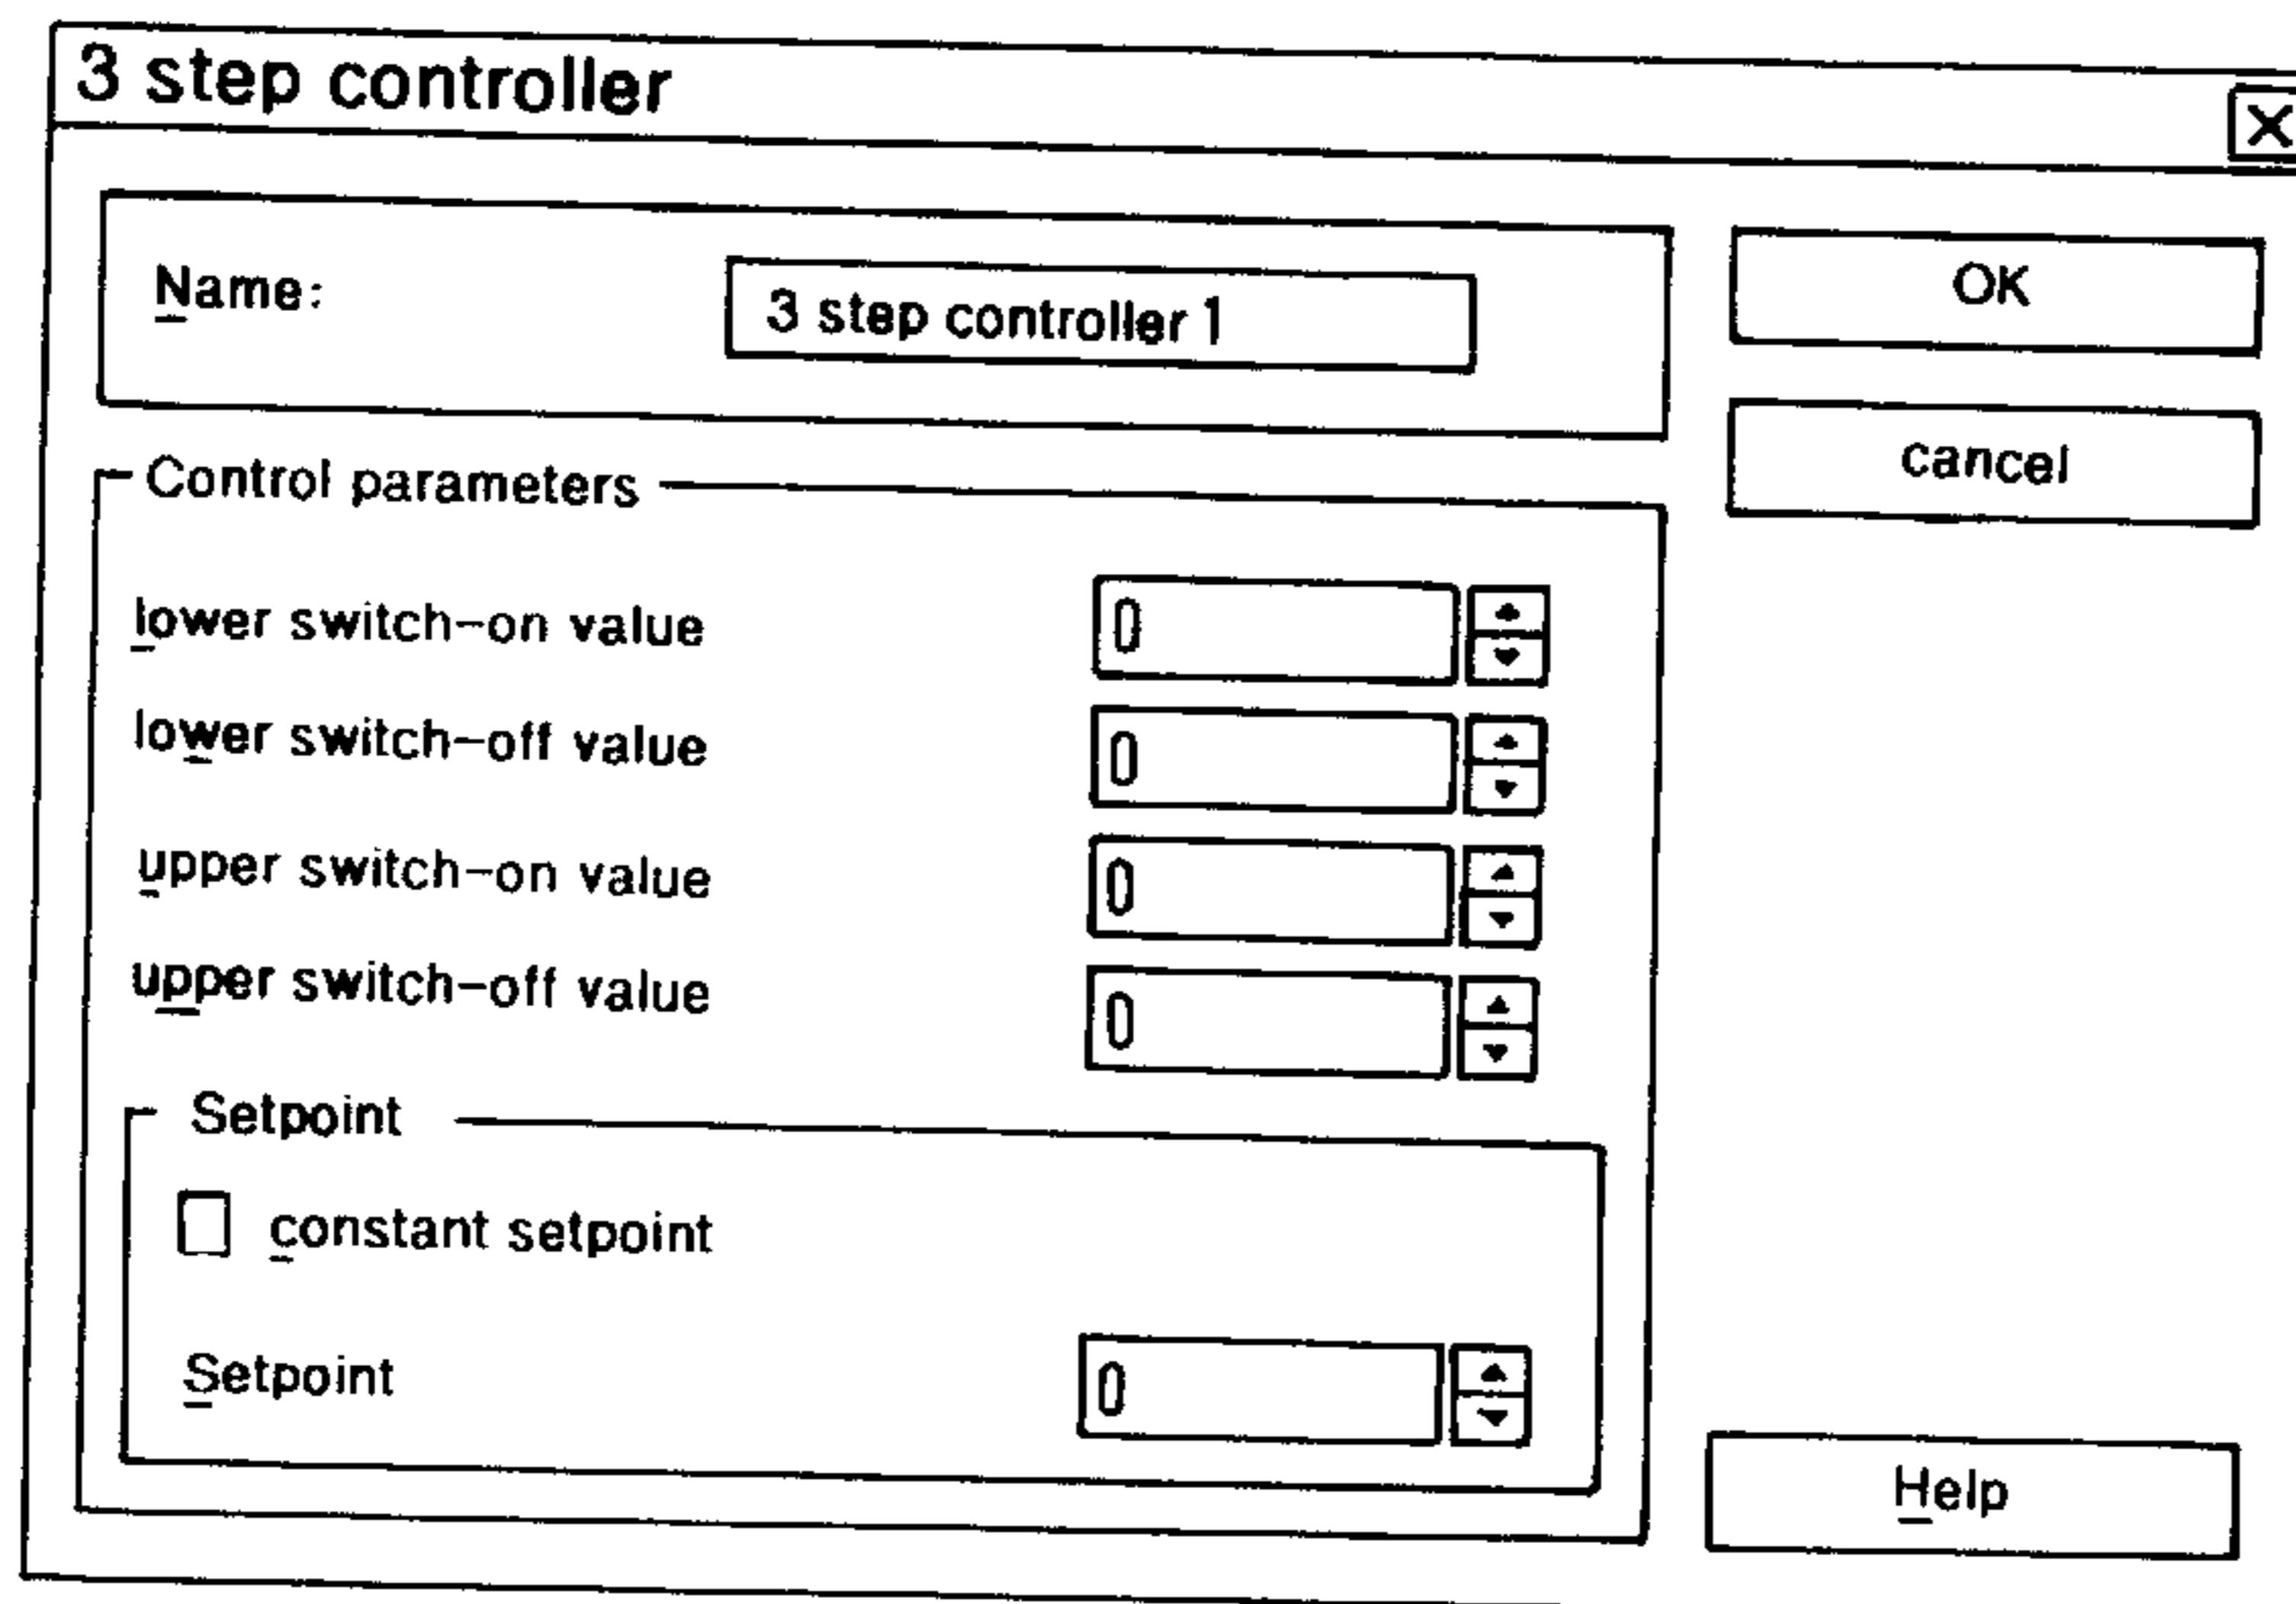 3 step controller
Name: 3 step controller 1
OK
cancel
Control parameters
lower switch-on value 0
lower switch-off value 0
upper switch-on value 0
upper switch-off value 0
Setpoint
constant setpoint
Setpoint 0
Help